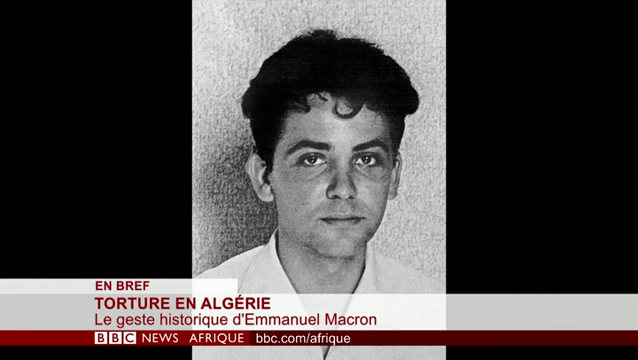 EN BREF
TORTURE EN ALGÉRIE
Le geste historique d'Emmanuel Macron
BBC NEWS AFRIQUE bbc.com/afrique